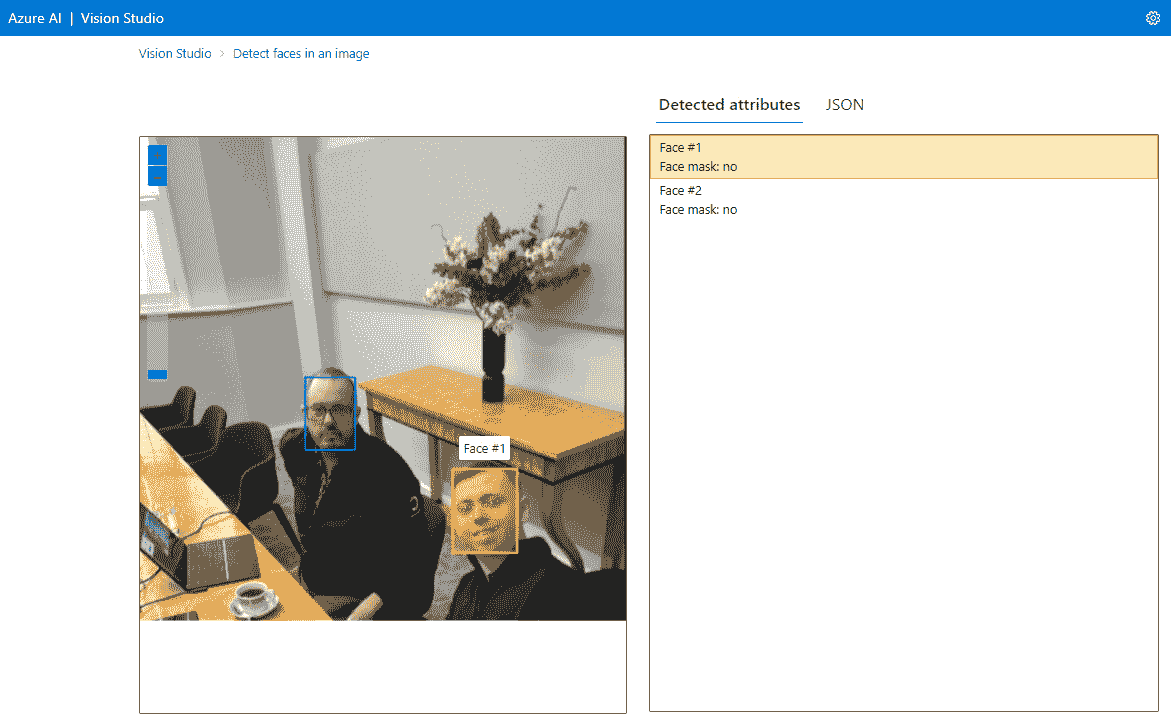 Azure AI | Vision Studio
Vision Studio > Detect faces in an image
Detected attributes JSON
Face #1
Face mask: no
Face #2
Face mask: no
Face #1